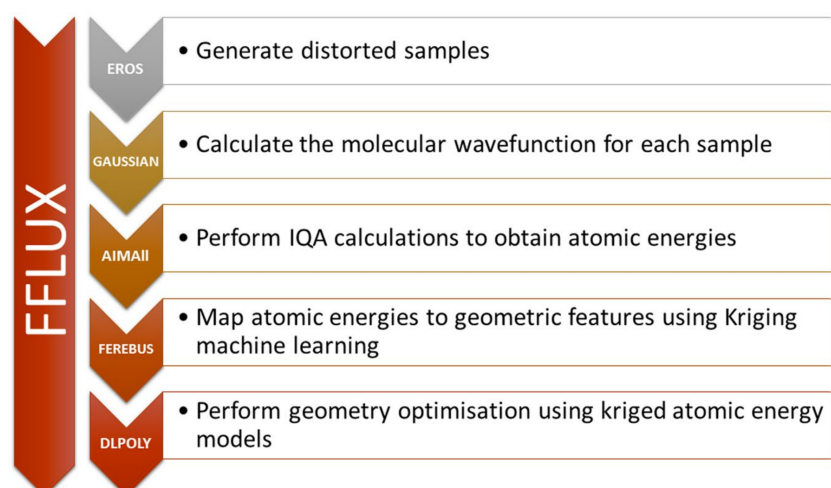 FFLUX
EROS
• Generate distorted samples
GAUSSIAN
• Calculate the molecular wavefunction for each sample
AIMAll
• Perform IQA calculations to obtain atomic energies
FEREBUS
• Map atomic energies to geometric features using Kriging
machine learning
DLPOLY
• Perform geometry optimisation using kriged atomic energy
models